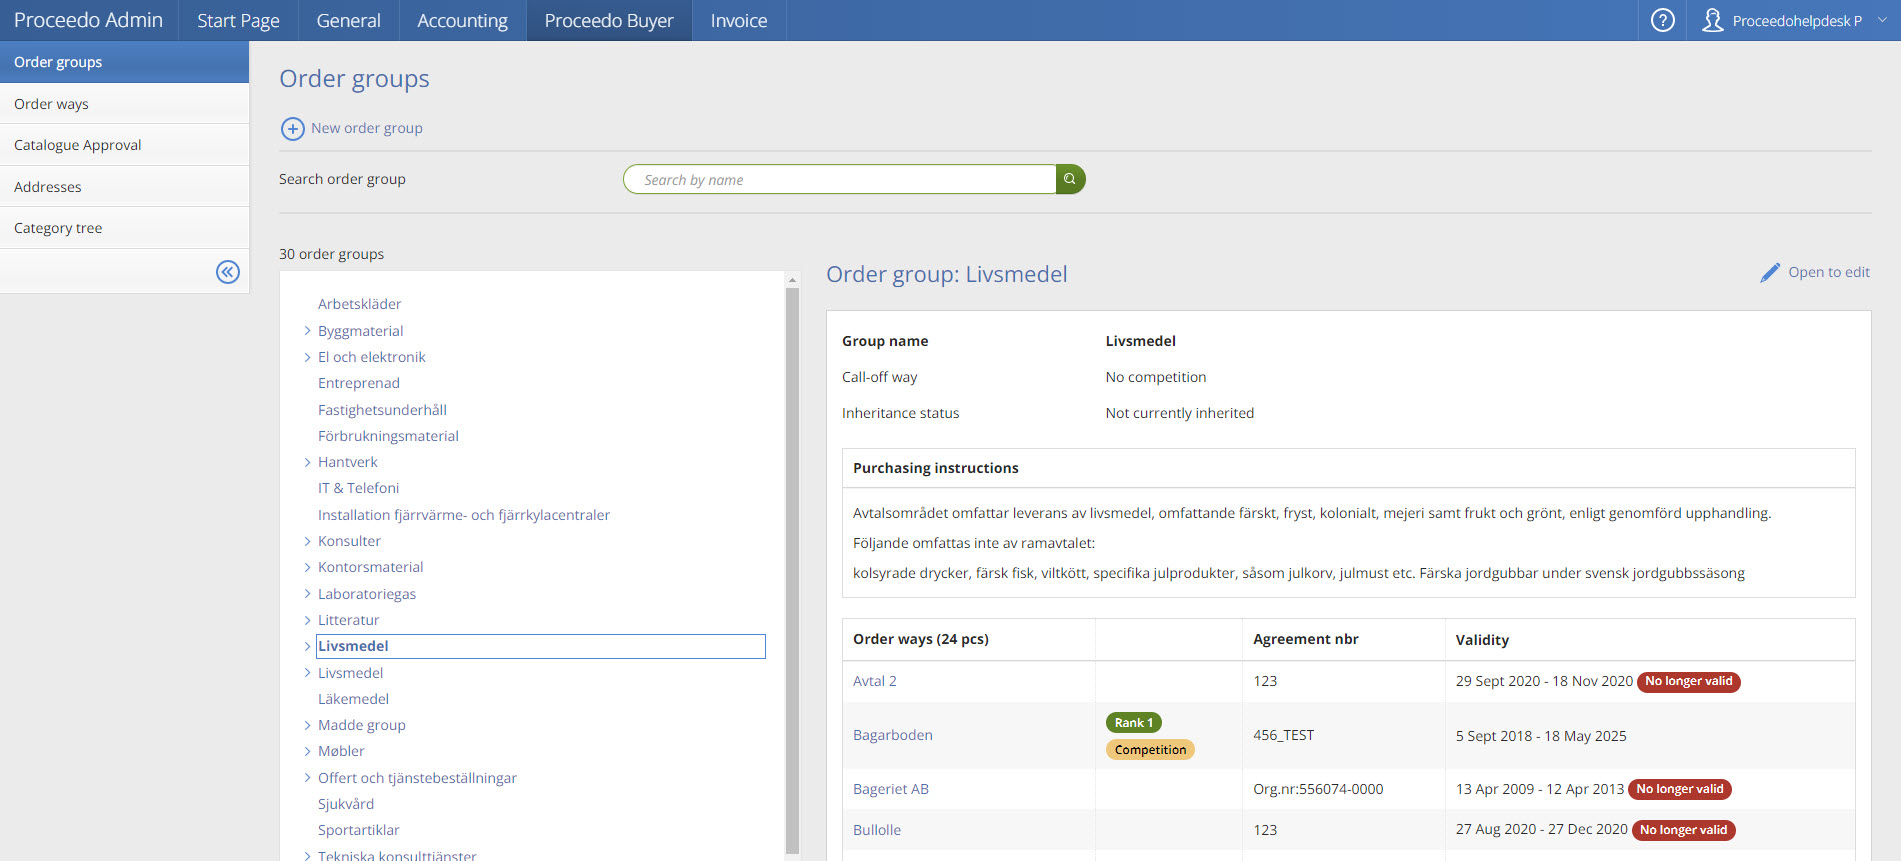 Proceedo Admin
Start Page
General
Accounting
Proceedo Buyer
Invoice
?
Proceedohelpdesk P
Order groups
Order ways
Catalogue Approval
Addresses
Category tree
Order groups
New order group
Search order group
Search by name
30 order groups
Arbetskläder
Byggmaterial
El och elektronik
Entreprenad
Fastighetsunderhåll
Förbrukningsmaterial
Hantverk
IT & Telefoni
Installation fjärrvärme- och fjärrkylacentraler
Konsulter
Kontorsmaterial
Laboratoriegas
Litteratur
Livsmedel
Livsmedel
Läkemedel
Madde group
Møbler
Offert och tjänstebeställningar
Sjukvård
Sportartiklar
Tekniska konsulttjänster
Order group: Livsmedel
Open to edit
Group name Livsmedel
Call-off way No competition
Inheritance status Not currently inherited
Purchasing instructions
Avtalsområdet omfattar leverans av livsmedel, omfattande färskt, fryst, kolonialt, mejeri samt frukt och grönt, enligt genomförd upphandling.
Följande omfattas inte av ramavtalet:
kolsyrade drycker, färsk fisk, viltkött, specifika julprodukter, såsom julkorv, julmust etc. Färska jordgubbar under svensk jordgubbssäsong
Order ways (24 pcs) Agreement nbr Validity
Avtal 2 123 29 Sept 2020 - 18 Nov 2020 No longer valid
Bagarboden Rank 1 Competition 456_TEST 5 Sept 2018 - 18 May 2025
Bageriet AB Org.nr:556074-0000 13 Apr 2009 - 12 Apr 2013 No longer valid
Bullolle 123 27 Aug 2020 - 27 Dec 2020 No longer valid